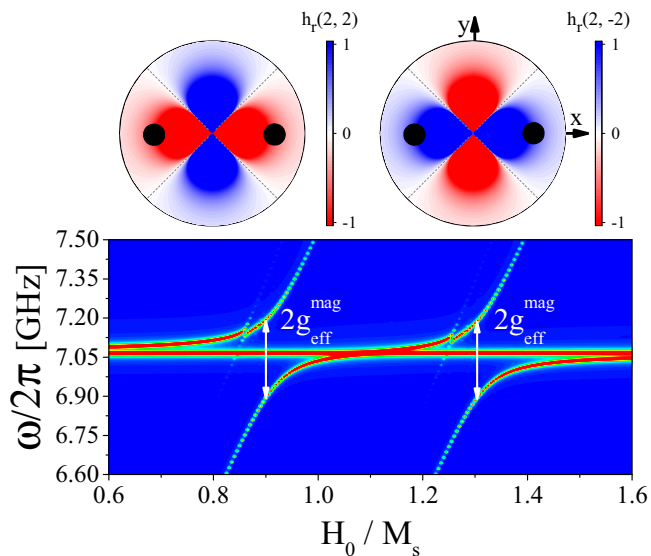 h_r(2, 2)
1
0
-1
y
x
h_r(2, -2)
1
0
-1
7.50
7.35
7.20
7.05
6.90
6.75
6.60
ω/2π [GHz]
2g_eff^mag
2g_eff^mag
0.6
0.8
1.0
1.2
1.4
1.6
H_0 / M_s